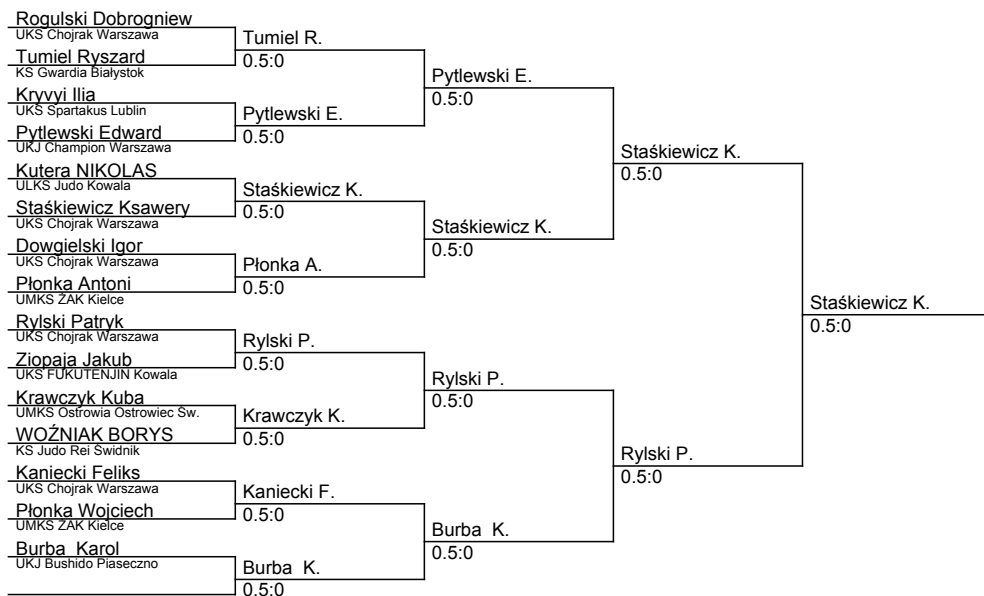 Rogulski Dobrogniew
UKS Chojrak Warszawa
Tumiel Ryszard
KS Gwardia Białystok
Kryvyi Ilia
UKS Spartakus Lublin
Pytlewski Edward
UKJ Champion Warszawa
Kutera NIKOLAS
ULKS Judo Kowala
Staśkiewicz Ksawery
UKS Chojrak Warszawa
Dowgielski Igor
UKS Chojrak Warszawa
Płonka Antoni
UMKS ŻAK Kielce
Rylski Patryk
UKS Chojrak Warszawa
Ziopaja Jakub
UKS FUKUTENJIN Kowala
Krawczyk Kuba
UMKS Ostrowia Ostrowiec Św.
WOŹNIAK BORYS
KS Judo Rei Świdnik
Kaniecki Feliks
UKS Chojrak Warszawa
Płonka Wojciech
UMKS ŻAK Kielce
Burba Karol
UKJ Bushido Piaseczno
Tumiel R.
0.5:0
Pytlewski E.
0.5:0
Staśkiewicz K.
0.5:0
Płonka A.
0.5:0
Rylski P.
0.5:0
Krawczyk K.
0.5:0
Kaniecki F.
0.5:0
Burba K.
0.5:0
Pytlewski E.
0.5:0
Staśkiewicz K.
0.5:0
Rylski P.
0.5:0
Burba K.
0.5:0
Staśkiewicz K.
0.5:0
Rylski P.
0.5:0
Staśkiewicz K.
0.5:0